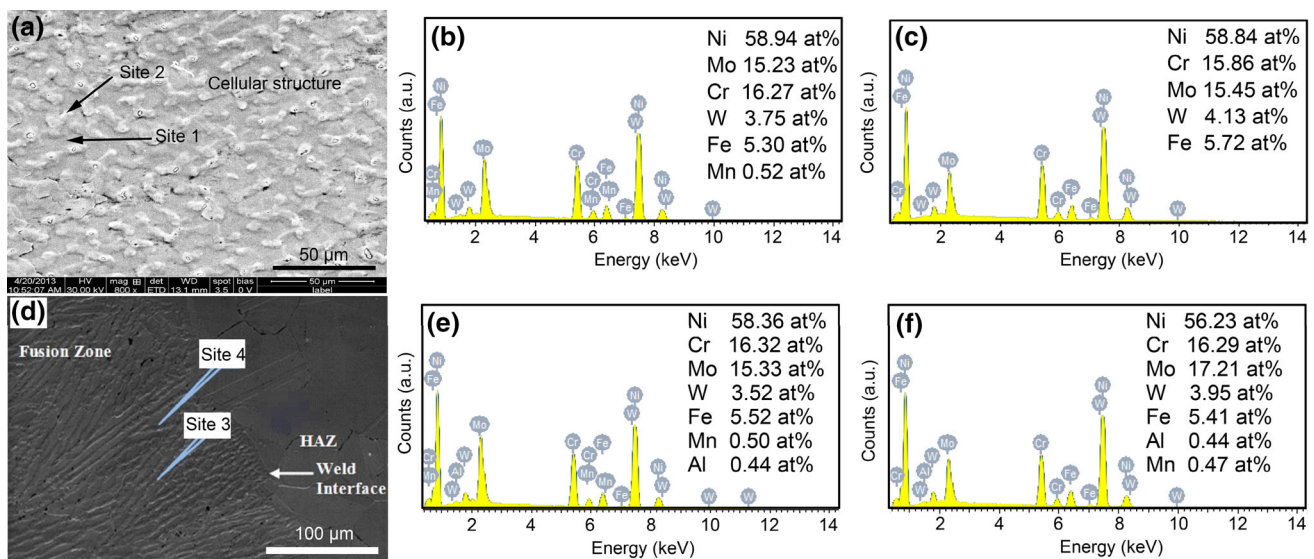 (a)
Site 2
Cellular structure
Site 1
50 μm
4/20/2013 HV mag det WD spot bias 50 μm
10:52:07 AM 30.00 kV 800 x ETD 13.1 mm 3.5 0 V label
(b)
Ni 58.94 at%
Mo 15.23 at%
Cr 16.27 at%
W 3.75 at%
Fe 5.30 at%
Mn 0.52 at%
Counts (a.u.)
Ni
Fe
Cr
Mn
W
W
Mo
Cr
Cr
Mn
Fe
Mn
Fe
Ni
W
Ni
W
W
2 4 6 8 10 12 14
Energy (keV)
(c)
Ni 58.84 at%
Cr 15.86 at%
Mo 15.45 at%
W 4.13 at%
Fe 5.72 at%
Counts (a.u.)
Ni
Fe
Cr
W
W
Mo
Cr
Cr
Fe
Fe
Ni
W
Ni
W
W
2 4 6 8 10 12 14
Energy (keV)
(d)
Fusion Zone
Site 4
Site 3
HAZ
Weld
Interface
100 μm
(e)
Ni 58.36 at%
Cr 16.32 at%
Mo 15.33 at%
W 3.52 at%
Fe 5.52 at%
Mn 0.50 at%
Al 0.44 at%
Counts (a.u.)
Ni
Fe
Cr
Mn
W
Al
W
Mo
Cr
Cr
Mn
Fe
Mn
Fe
Ni
W
Ni
W
W
W
2 4 6 8 10 12 14
Energy (keV)
(f)
Ni 56.23 at%
Cr 16.29 at%
Mo 17.21 at%
W 3.95 at%
Fe 5.41 at%
Al 0.44 at%
Mn 0.47 at%
Counts (a.u.)
Ni
Fe
Cr
W
Al
W
Mo
Cr
Cr
Fe
Fe
Ni
W
Ni
W
W
2 4 6 8 10 12 14
Energy (keV)